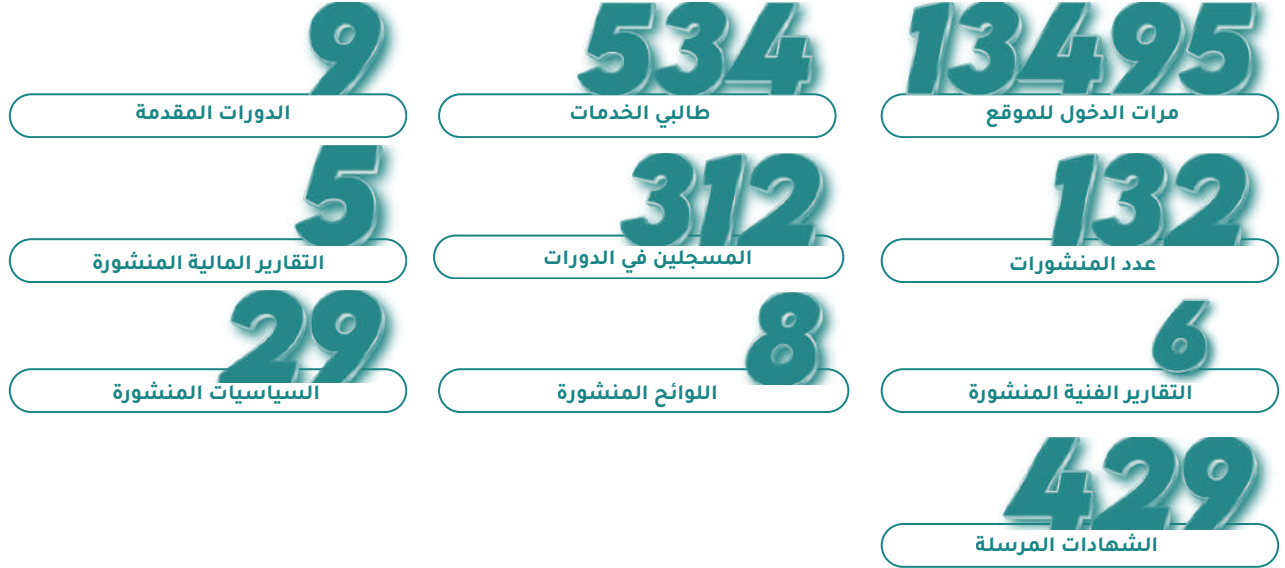 13495
مرات الدخول للموقع
534
طالبي الخدمات
9
الدورات المقدمة
132
عدد المنشورات
312
المسجلين في الدورات
5
التقارير المالية المنشورة
6
التقارير الفنية المنشورة
8
اللوائح المنشورة
29
السياسيات المنشورة
429
الشهادات المرسلة